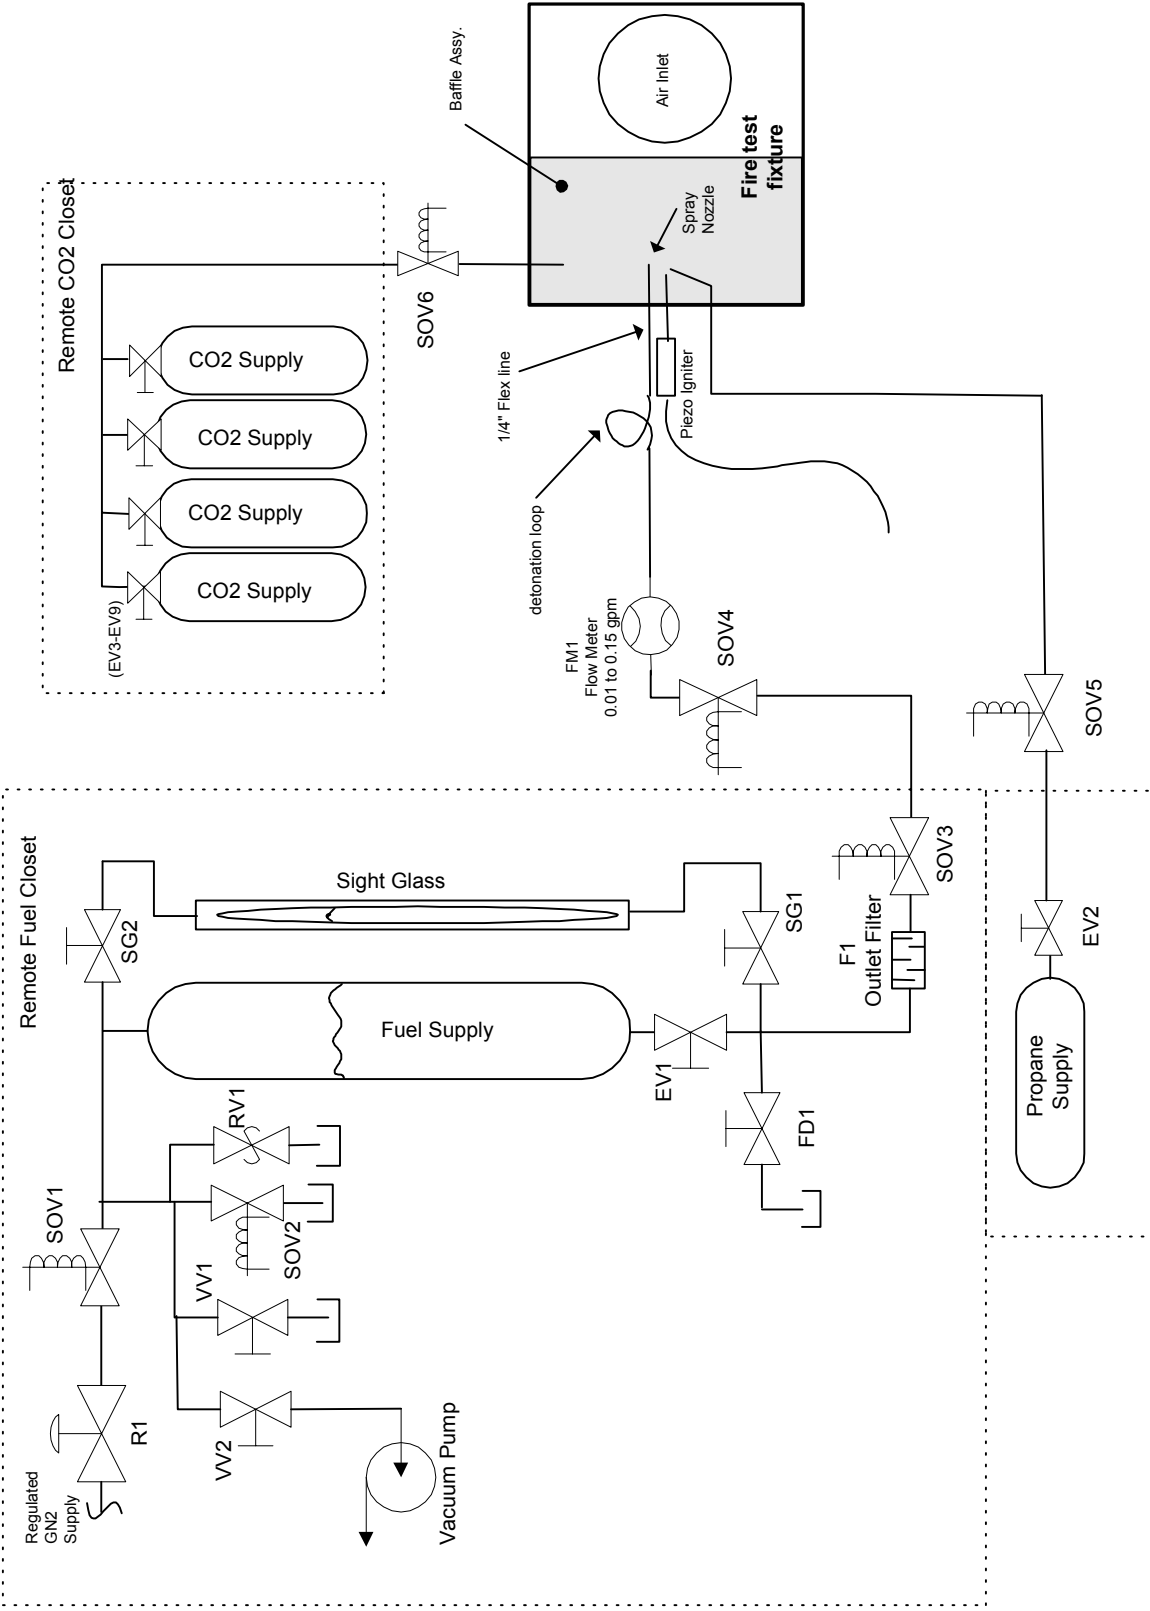 Baffle Assy.
Air Inlet
Fire test
fixture
Spray
Nozzle
Remote CO2 Closet
CO2 Supply
CO2 Supply
CO2 Supply
CO2 Supply
(EV3-EV9)
SOV6
1/4" Flex line
Piezo Igniter
detonation loop
FM1
Flow Meter
0.01 to 0.15 gpm
SOV4
SOV5
Remote Fuel Closet
Sight Glass
SG2
SG1
Fuel Supply
EV1
F1
Outlet Filter
SOV3
EV2
Propane
Supply
FD1
RV1
SOV1
SOV2
VV1
VV2
R1
Regulated
GN2
Supply
Vacuum Pump